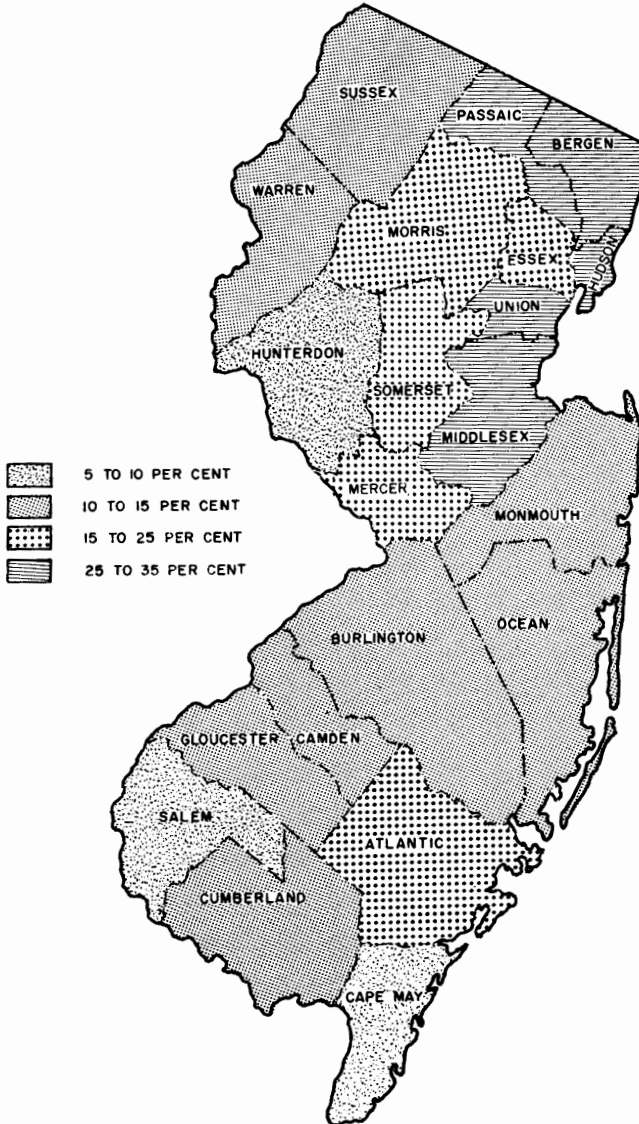 SUSSEX
PASSAIC
BERGEN
WARREN
MORRIS
ESSEX
HUDSON
UNION
HUNTERDON
SOMERSET
MIDDLESEX
MERCER
MONMOUTH
5 TO 10 PER CENT
10 TO 15 PER CENT
15 TO 25 PER CENT
25 TO 35 PER CENT
OCEAN
BURLINGTON
GLOUCESTER
CAMDEN
SALEM
ATLANTIC
CUMBERLAND
CAPE MAY